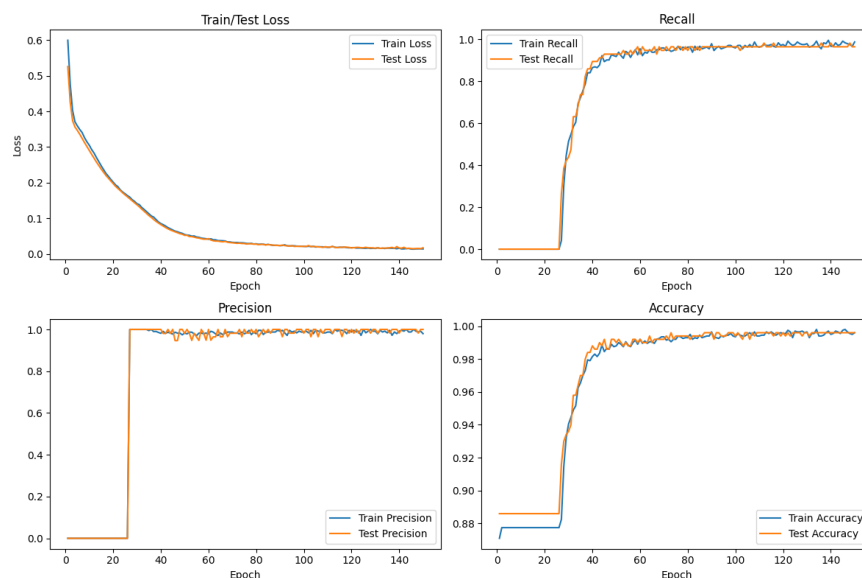 Train/Test Loss
0.6
0.5
0.4
0.3
0.2
0.1
0.0
Loss
0 20 40 60 80 100 120 140
Epoch
Train Loss
Test Loss
Recall
1.0
0.8
0.6
0.4
0.2
0.0
0 20 40 60 80 100 120 140
Epoch
Train Recall
Test Recall
Precision
1.0
0.8
0.6
0.4
0.2
0.0
0 20 40 60 80 100 120 140
Epoch
Train Precision
Test Precision
Accuracy
1.00
0.98
0.96
0.94
0.92
0.90
0.88
0 20 40 60 80 100 120 140
Epoch
Train Accuracy
Test Accuracy